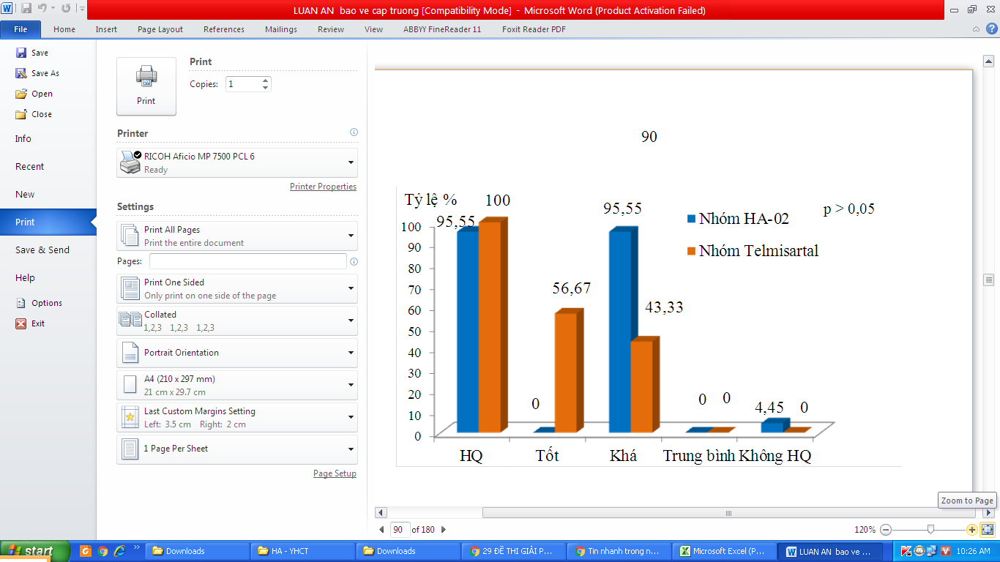 LUAN AN bao ve cap truong [Compatibility Mode] - Microsoft Word (Product Activation Failed)
File Home Insert Page Layout References Mailings Review View ABBYY FineReader 11 Foxit Reader PDF
Save
Save As
Open
Close
Info
Recent
New
Print
Save & Send
Help
Options
Exit
Print
Print
Copies: 1
Printer
RICOH Aficio MP 7500 PCL 6
Ready
Printer Properties
Settings
Print All Pages
Print the entire document
Pages:
Print One Sided
Only print on one side of the page
Collated
1,2,3 1,2,3 1,2,3
Portrait Orientation
A4 (210 x 297 mm)
21 cm x 29.7 cm
Last Custom Margins Setting
Left: 3.5 cm Right: 2 cm
1 Page Per Sheet
Page Setup
90
Tỷ lệ %
100
95,55
95,55
56,67
43,33
0
0
0
4,45
0
Nhóm HA-02
Nhóm Telmisartal
p > 0,05
100
90
80
70
60
50
40
30
20
10
0
HQ Tốt Khá Trung bình Không HQ
Zoom to Page
90 of 180
120%
start
Downloads
HA - YHCT
Downloads
29 ĐỀ THI GIẢI P...
Tin nhanh trong n...
Microsoft Excel (P...
LUAN AN bao ve ...
10:26 AM